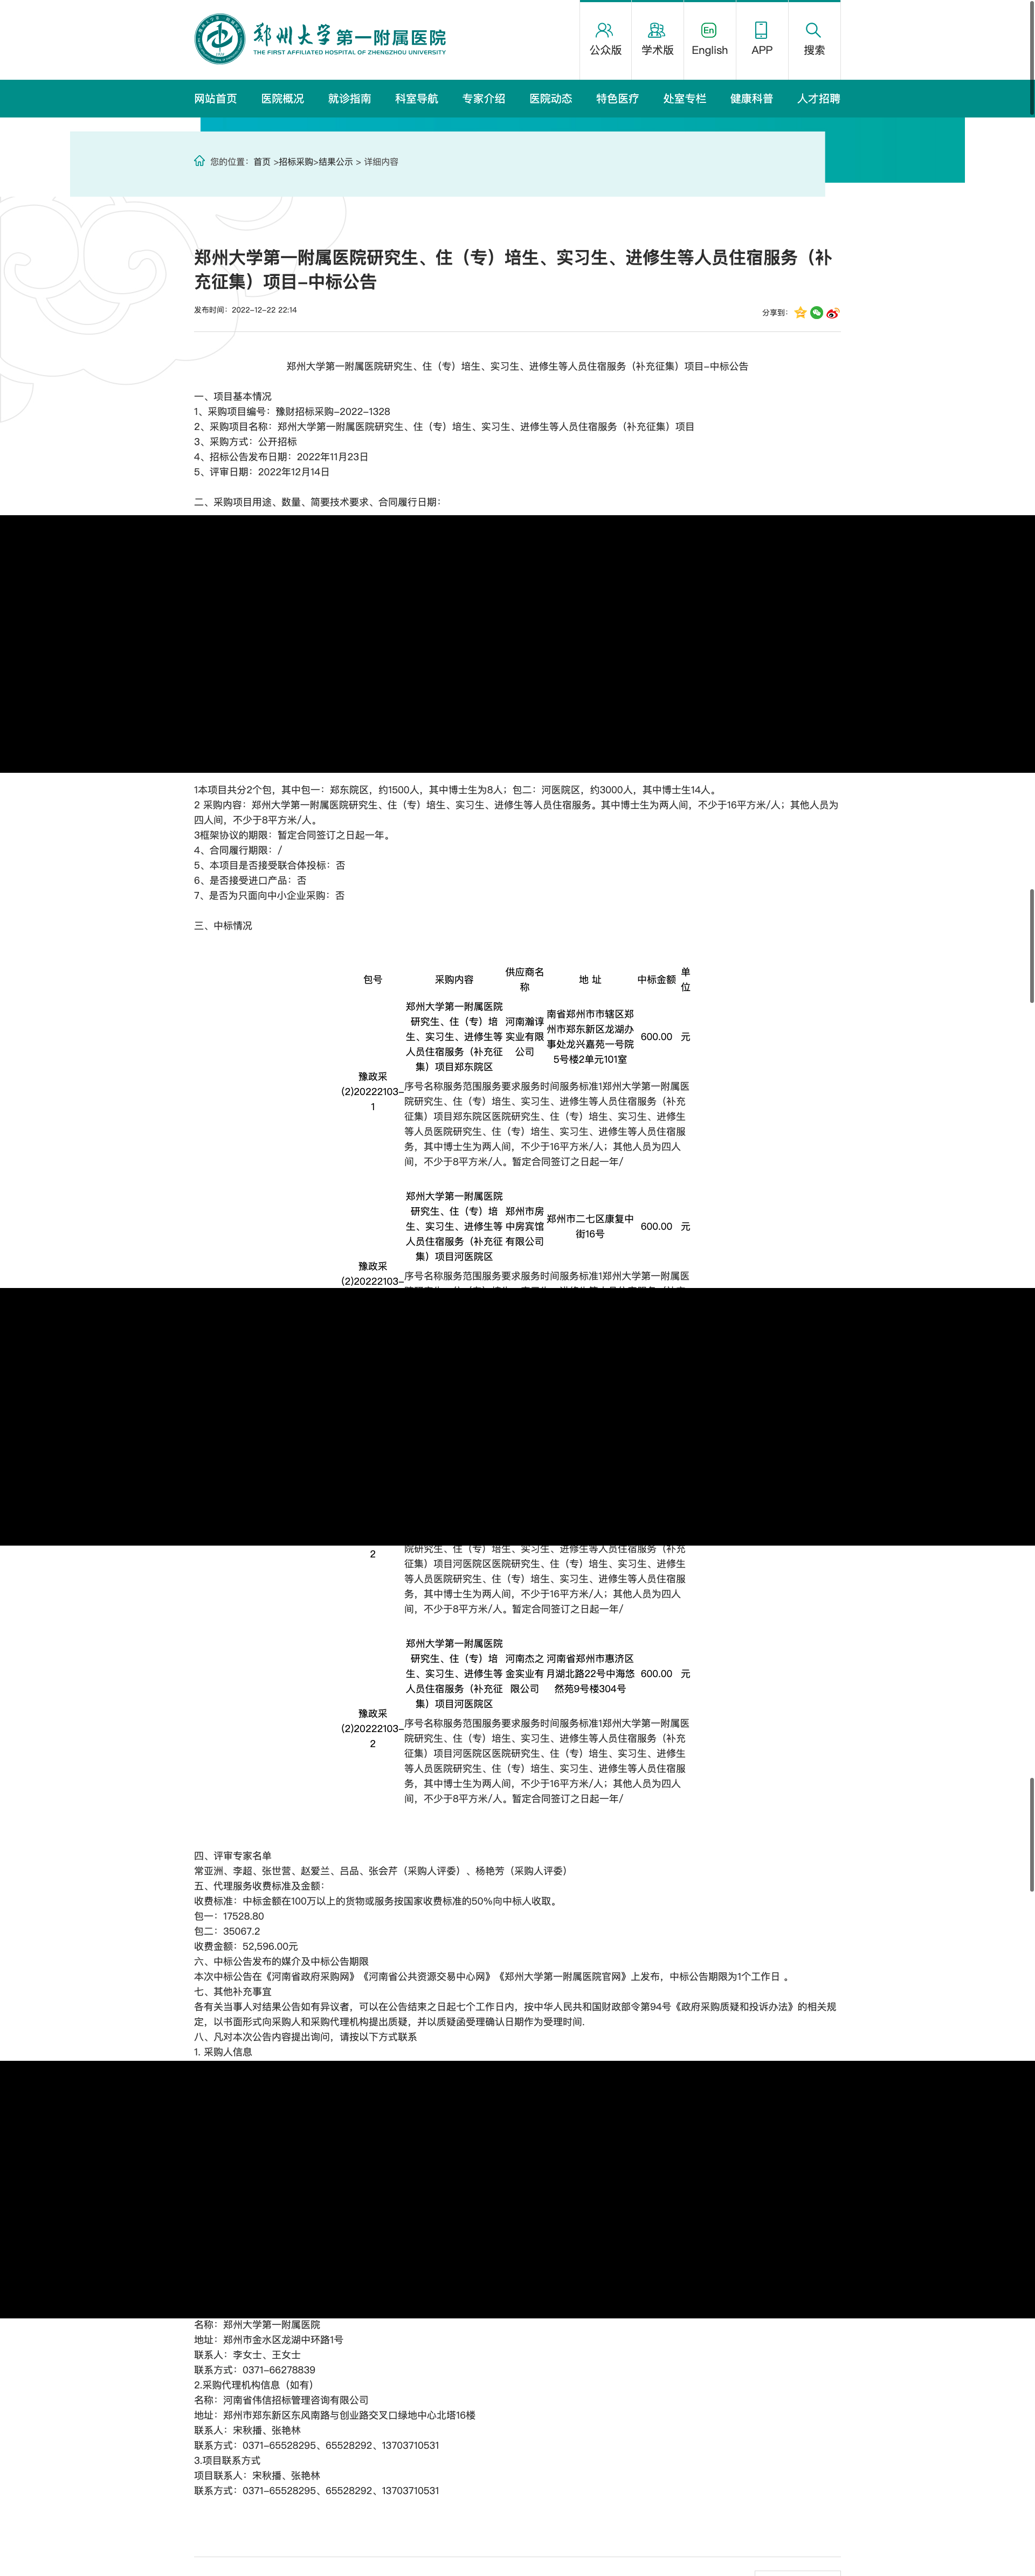 郑州大学第一附属医院
THE FIRST AFFILIATED HOSPITAL OF ZHENGZHOU UNIVERSITY
公众版 学术版 English APP 搜索
网站首页 医院概况 就诊指南 科室导航 专家介绍 医院动态 特色医疗 处室专栏 健康科普 人才招聘
您的位置：首页 >招标采购>结果公示 > 详细内容
郑州大学第一附属医院研究生、住（专）培生、实习生、进修生等人员住宿服务（补
充征集）项目-中标公告
发布时间：2022-12-22 22:14
分享到：
郑州大学第一附属医院研究生、住（专）培生、实习生、进修生等人员住宿服务（补充征集）项目-中标公告
一、项目基本情况
1、采购项目编号：豫财招标采购-2022-1328
2、采购项目名称：郑州大学第一附属医院研究生、住（专）培生、实习生、进修生等人员住宿服务（补充征集）项目
3、采购方式：公开招标
4、招标公告发布日期：2022年11月23日
5、评审日期：2022年12月14日
二、采购项目用途、数量、简要技术要求、合同履行日期：
1本项目共分2个包，其中包一：郑东院区，约1500人，其中博士生为8人；包二：河医院区，约3000人，其中博士生14人。
2 采购内容：郑州大学第一附属医院研究生、住（专）培生、实习生、进修生等人员住宿服务。其中博士生为两人间，不少于16平方米/人；其他人员为
四人间，不少于8平方米/人。
3框架协议的期限：暂定合同签订之日起一年。
4、合同履行期限：/
5、本项目是否接受联合体投标：否
6、是否接受进口产品：否
7、是否为只面向中小企业采购：否
三、中标情况
包号 采购内容 供应商名称 地 址 中标金额 单位
豫政采
(2)20222103-
1
郑州大学第一附属医院
研究生、住（专）培
生、实习生、进修生等
人员住宿服务（补充征
集）项目郑东院区
河南瀚谆
实业有限
公司
南省郑州市市辖区郑
州市郑东新区龙湖办
事处龙兴嘉苑一号院
5号楼2单元101室
600.00 元
序号名称服务范围服务要求服务时间服务标准1郑州大学第一附属医
院研究生、住（专）培生、实习生、进修生等人员住宿服务（补充
征集）项目郑东院区医院研究生、住（专）培生、实习生、进修生
等人员医院研究生、住（专）培生、实习生、进修生等人员住宿服
务，其中博士生为两人间，不少于16平方米/人；其他人员为四人
间，不少于8平方米/人。暂定合同签订之日起一年/
郑州大学第一附属医院
研究生、住（专）培
生、实习生、进修生等
人员住宿服务（补充征
集）项目河医院区
郑州市房
中房宾馆
有限公司
郑州市二七区康复中
街16号
600.00 元
豫政采
(2)20222103-
序号名称服务范围服务要求服务时间服务标准1郑州大学第一附属医
2
院研究生、住（专）培生、实习生、进修生等人员住宿服务（补充
征集）项目河医院区医院研究生、住（专）培生、实习生、进修生
等人员医院研究生、住（专）培生、实习生、进修生等人员住宿服
务，其中博士生为两人间，不少于16平方米/人；其他人员为四人
间，不少于8平方米/人。暂定合同签订之日起一年/
豫政采
(2)20222103-
2
郑州大学第一附属医院
研究生、住（专）培
生、实习生、进修生等
人员住宿服务（补充征
集）项目河医院区
河南杰之
金实业有
限公司
河南省郑州市惠济区
月湖北路22号中海悠
然苑9号楼304号
600.00 元
序号名称服务范围服务要求服务时间服务标准1郑州大学第一附属医
院研究生、住（专）培生、实习生、进修生等人员住宿服务（补充
征集）项目河医院区医院研究生、住（专）培生、实习生、进修生
等人员医院研究生、住（专）培生、实习生、进修生等人员住宿服
务，其中博士生为两人间，不少于16平方米/人；其他人员为四人
间，不少于8平方米/人。暂定合同签订之日起一年/
四、评审专家名单
常亚洲、李超、张世营、赵爱兰、吕品、张会芹（采购人评委）、杨艳芳（采购人评委）
五、代理服务收费标准及金额：
收费标准：中标金额在100万以上的货物或服务按国家收费标准的50%向中标人收取。
包一：17528.80
包二：35067.2
收费金额：52,596.00元
六、中标公告发布的媒介及中标公告期限
本次中标公告在《河南省政府采购网》《河南省公共资源交易中心网》《郑州大学第一附属医院官网》上发布，中标公告期限为1个工作日 。
七、其他补充事宜
各有关当事人对结果公告如有异议者，可以在公告结束之日起七个工作日内，按中华人民共和国财政部令第94号《政府采购质疑和投诉办法》的相关规
定，以书面形式向采购人和采购代理机构提出质疑，并以质疑函受理确认日期作为受理时间.
八、凡对本次公告内容提出询问，请按以下方式联系
1. 采购人信息
名称：郑州大学第一附属医院
地址：郑州市金水区龙湖中环路1号
联系人：李女士、王女士
联系方式：0371-66278839
2.采购代理机构信息（如有）
名称：河南省伟信招标管理咨询有限公司
地址：郑州市郑东新区东风南路与创业路交叉口绿地中心北塔16楼
联系人：宋秋播、张艳林
联系方式：0371-65528295、65528292、13703710531
3.项目联系方式
项目联系人：宋秋播、张艳林
联系方式：0371-65528295、65528292、13703710531